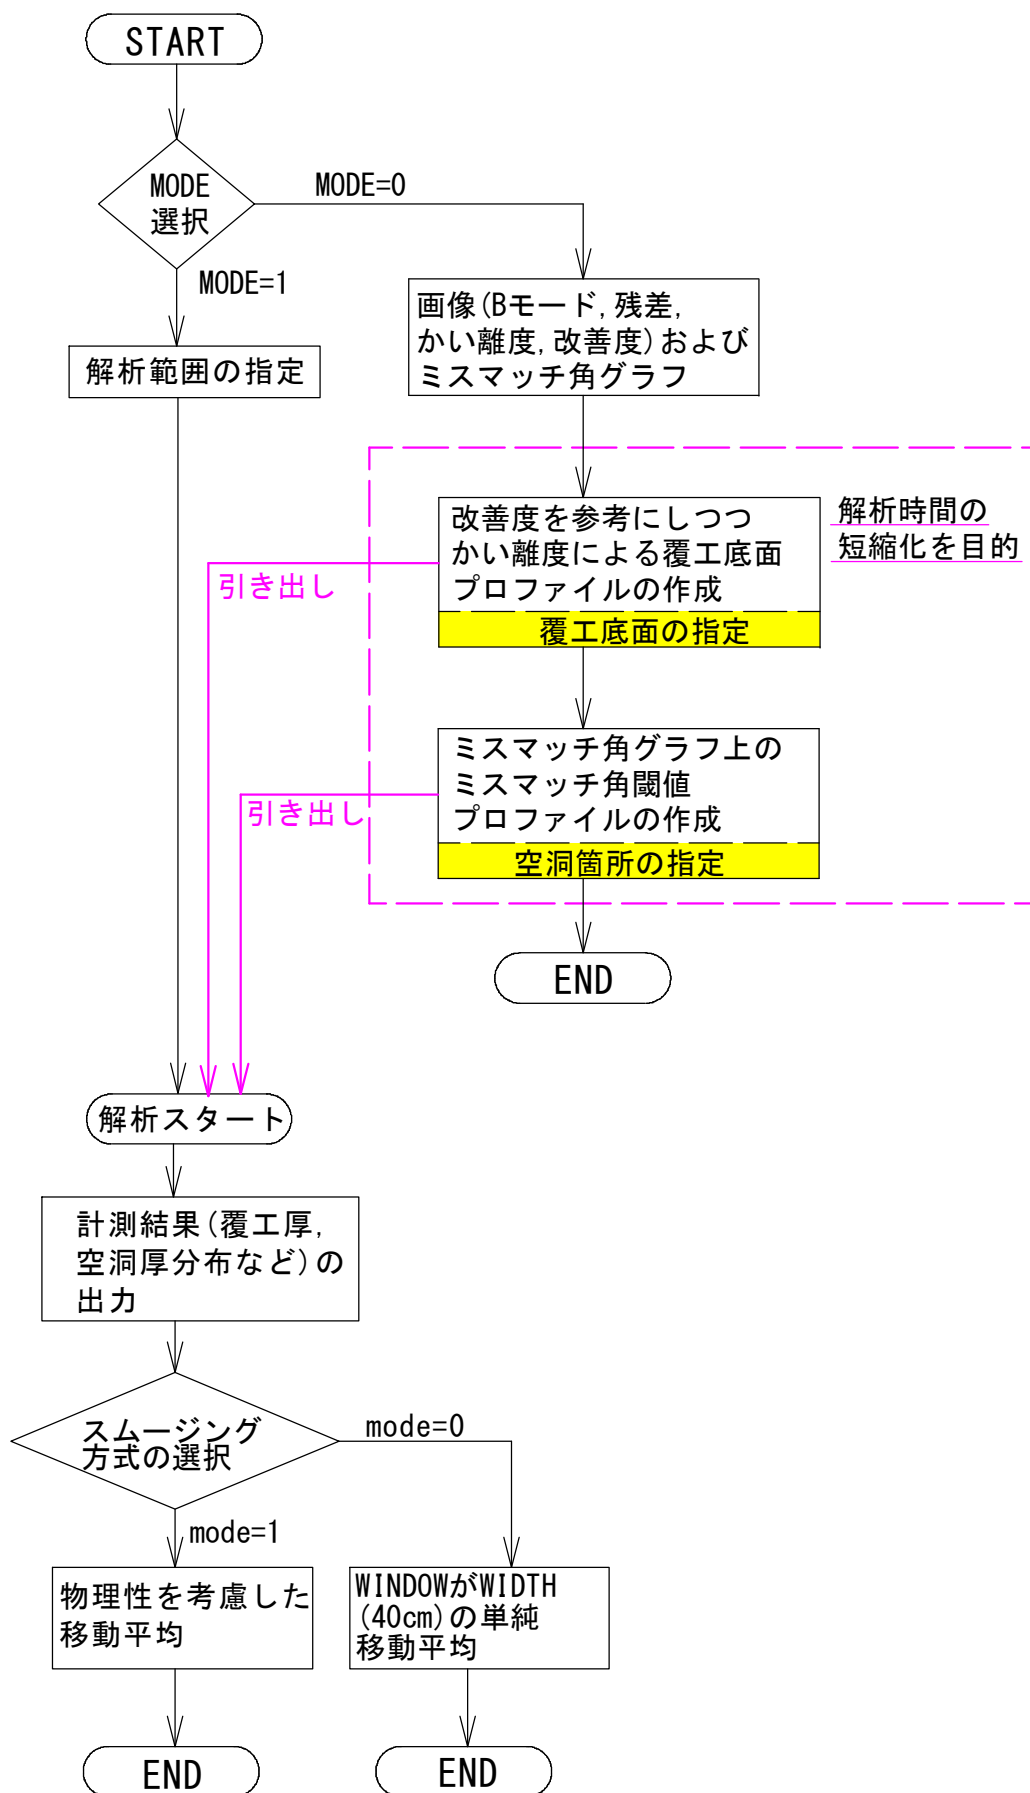 START
MODE
選択
MODE=0
MODE=1
画像(Bモード,残差,
かい離度,改善度)および
ミスマッチ角グラフ
解析範囲の指定
改善度を参考にしつつ
かい離度による覆工底面
プロファイルの作成
覆工底面の指定
解析時間の
短縮化を目的
引き出し
ミスマッチ角グラフ上の
ミスマッチ角閾値
プロファイルの作成
空洞箇所の指定
引き出し
END
解析スタート
計測結果(覆工厚,
空洞厚分布など)の
出力
スムージング
方式の選択
mode=0
mode=1
物理性を考慮した
移動平均
WINDOWがWIDTH
(40cm)の単純
移動平均
END
END